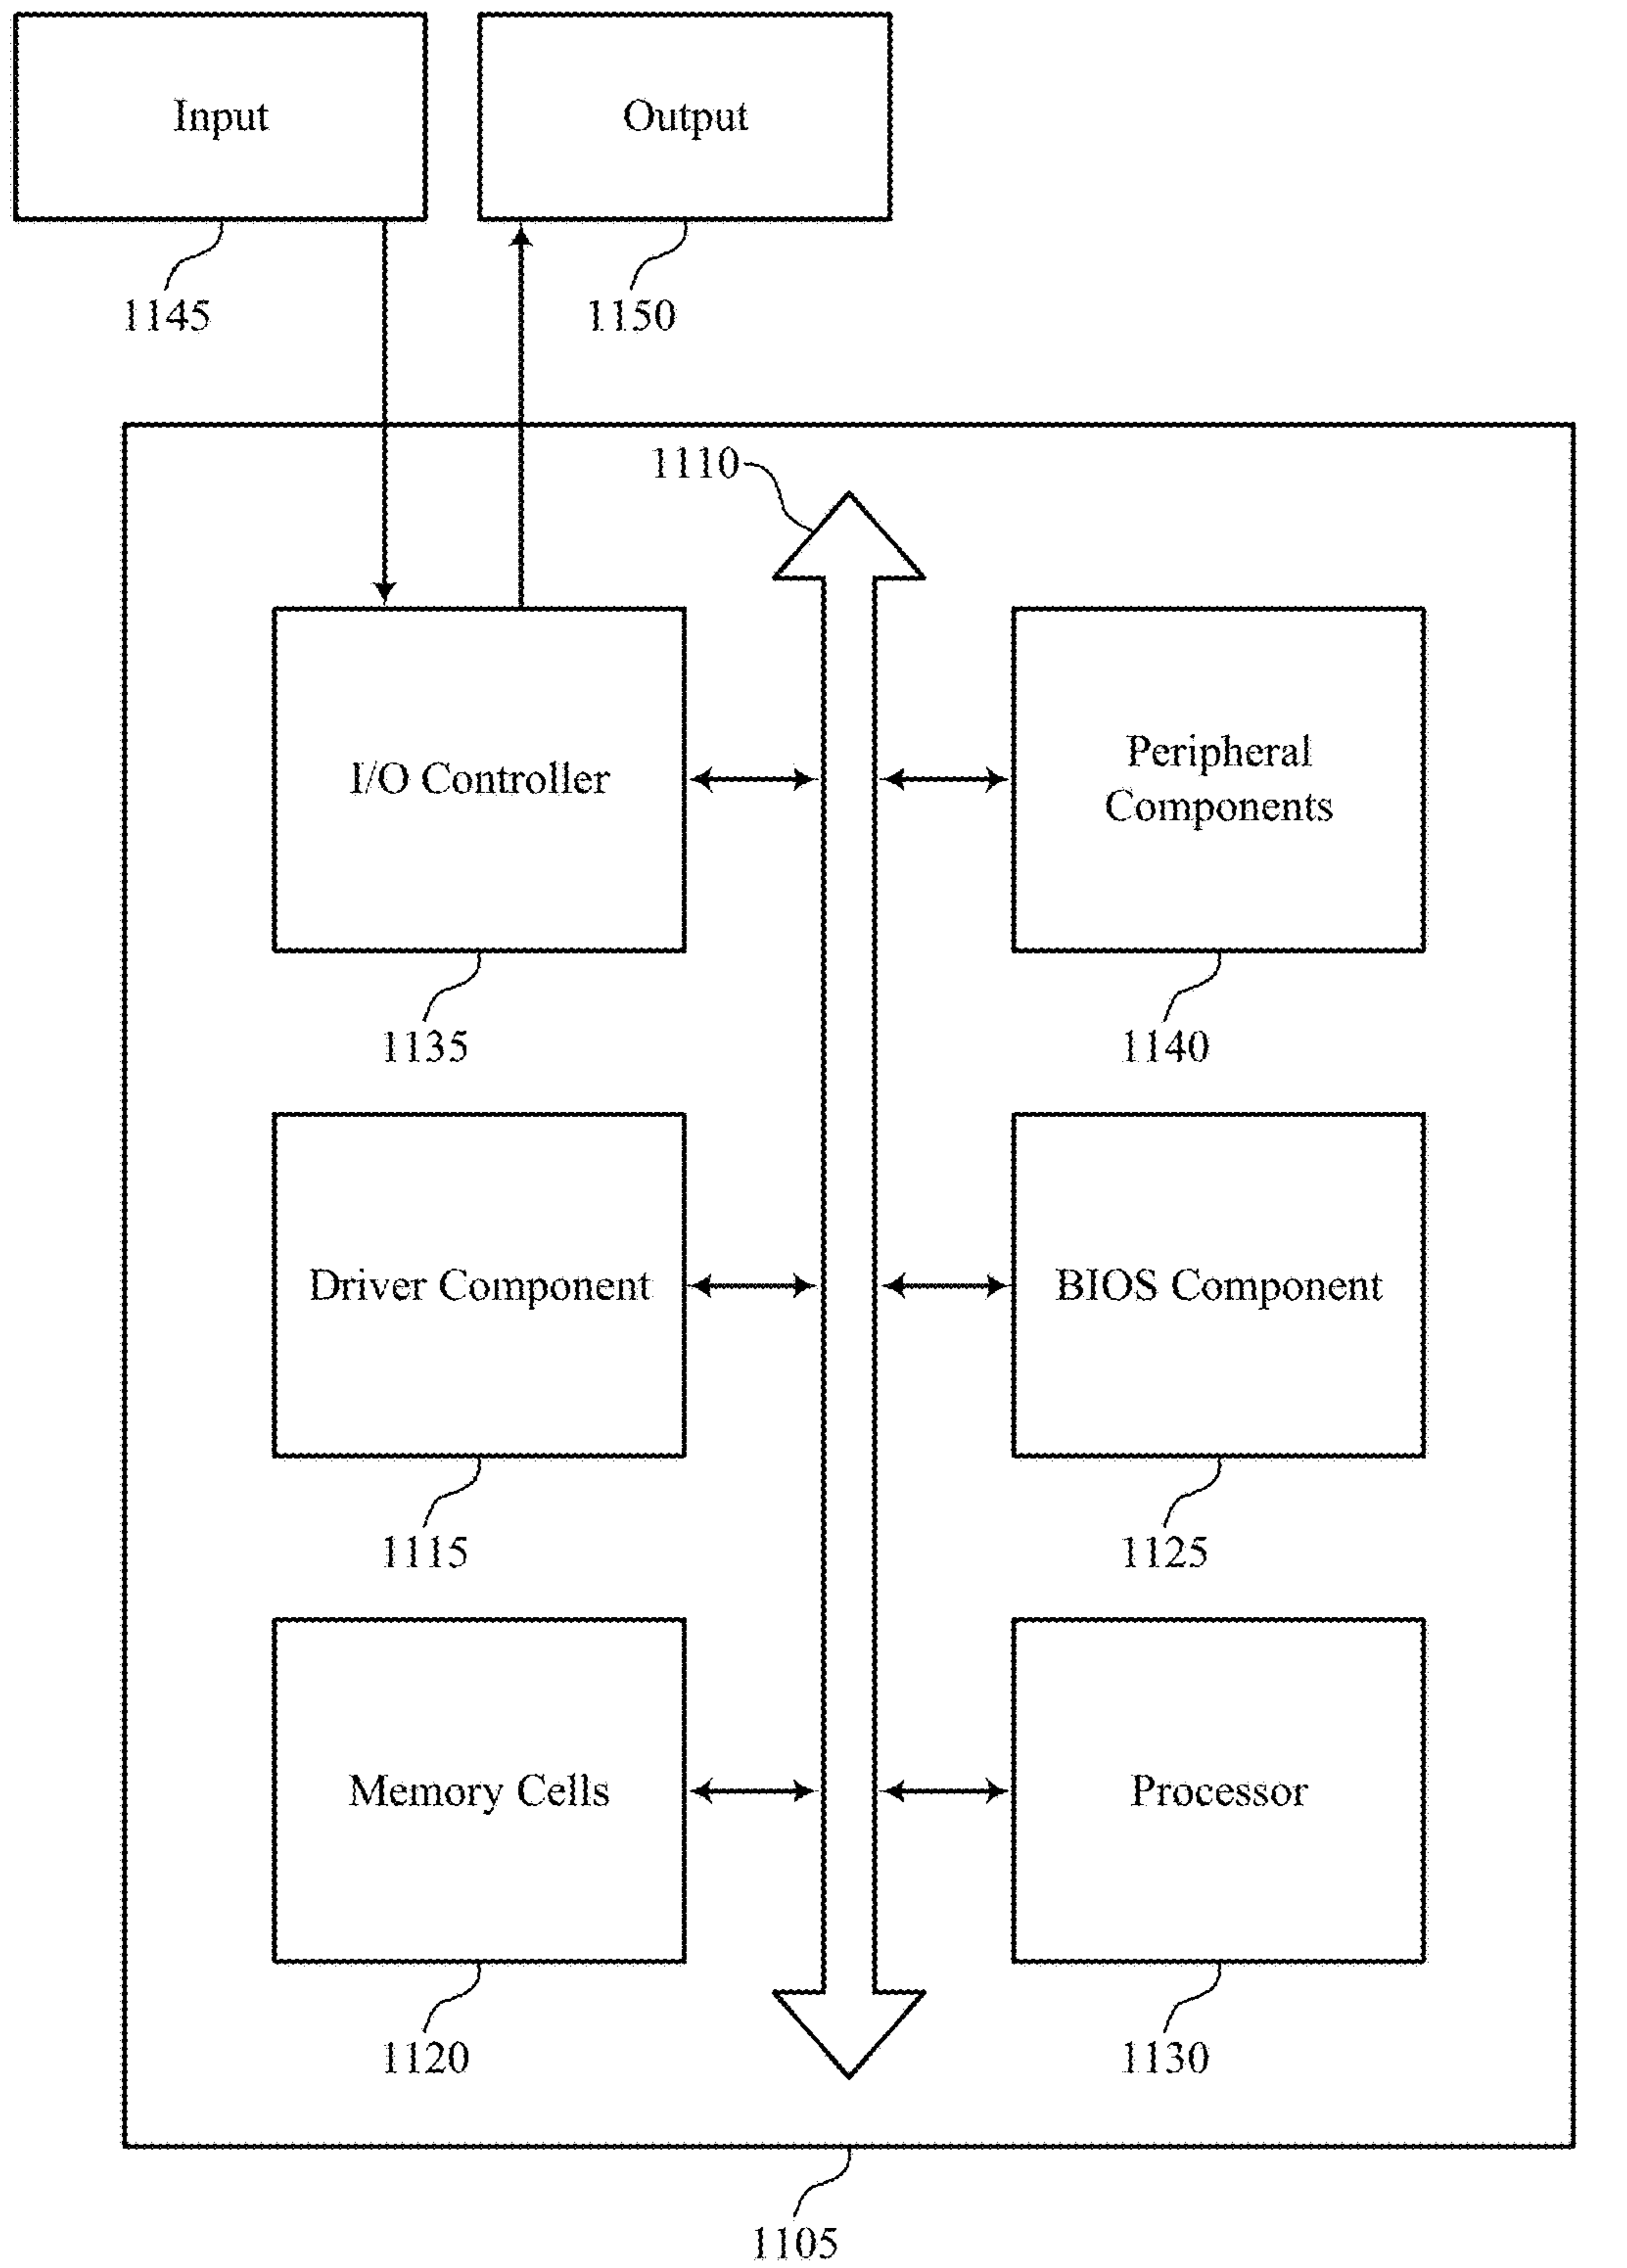 Input
Output
1145
1150
1110
I/O Controller
Peripheral
Components
1135
1140
Driver Component
BIOS Component
1115
1125
Memory Cells
Processor
1120
1130
1105